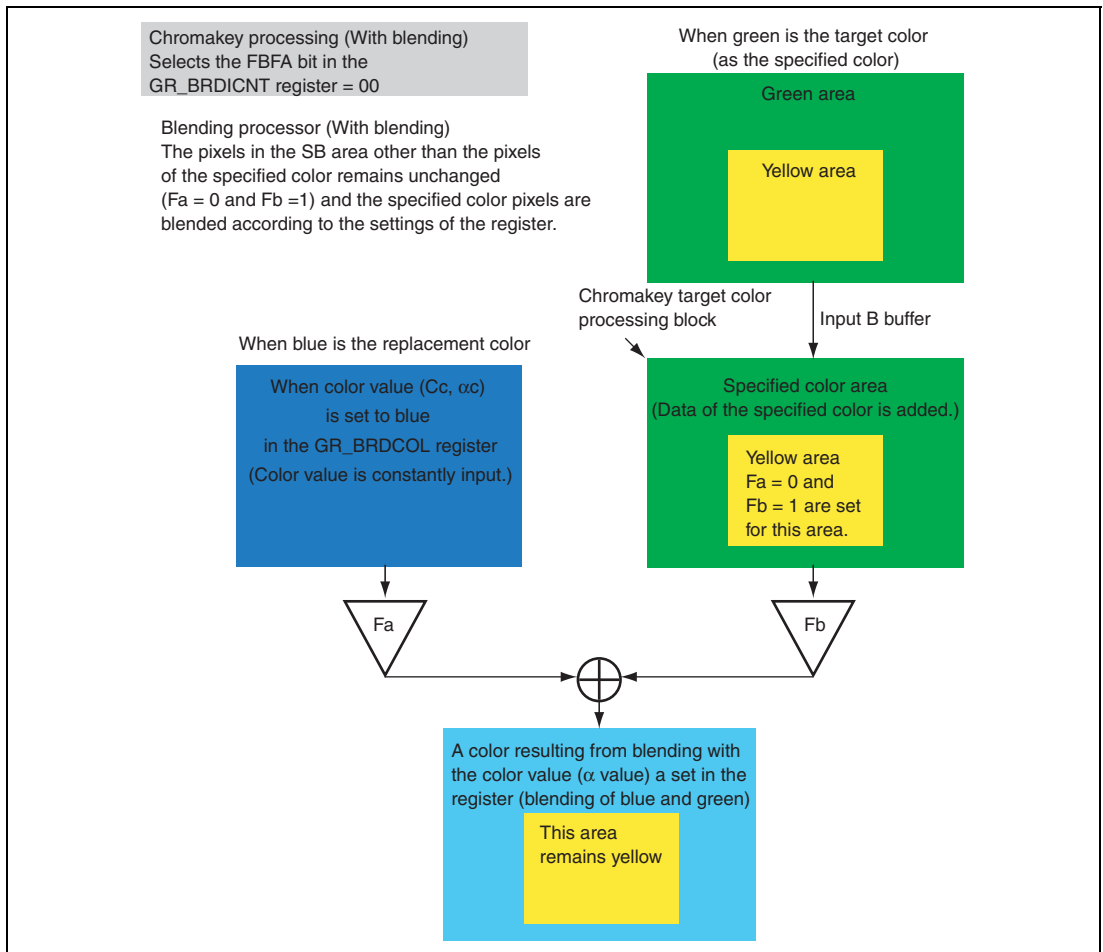 Chromakey processing (With blending)
Selects the FBFA bit in the
GR_BRDICNT register = 00
Blending processor (With blending)
The pixels in the SB area other than the pixels
of the specified color remains unchanged
(Fa = 0 and Fb =1) and the specified color pixels are
blended according to the settings of the register.
When green is the target color
(as the specified color)
Green area
Yellow area
Chromakey target color
processing block
Input B buffer
When blue is the replacement color
When color value (Cc, αc)
is set to blue
in the GR_BRDCOL register
(Color value is constantly input.)
Specified color area
(Data of the specified color is added.)
Yellow area
Fa = 0 and
Fb = 1 are set
for this area.
Fa
Fb
A color resulting from blending with
the color value (α value) a set in the
register (blending of blue and green)
This area
remains yellow